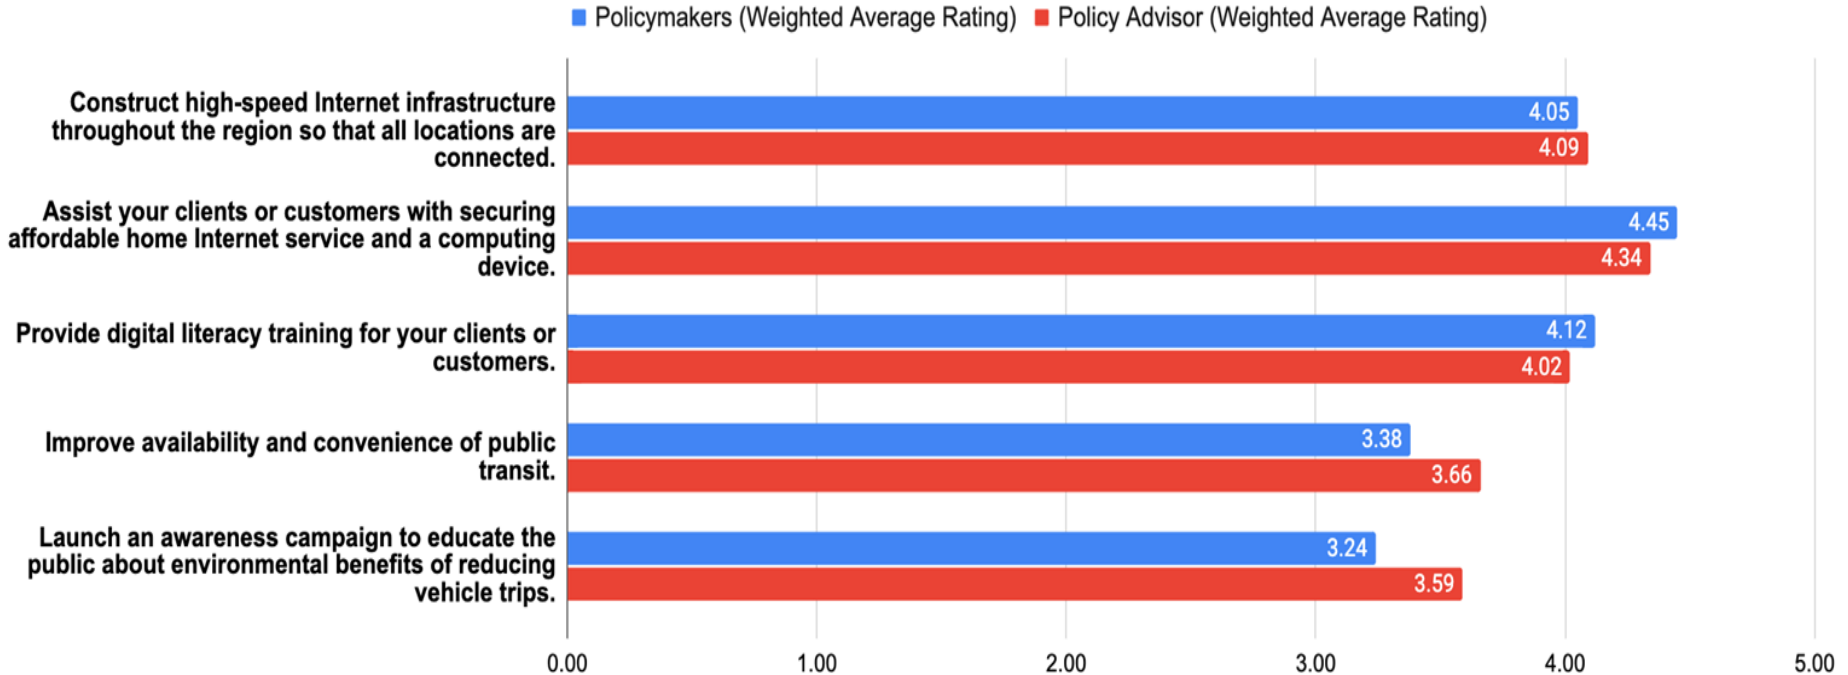 Policymakers (Weighted Average Rating) Policy Advisor (Weighted Average Rating)
Construct high-speed Internet infrastructure
throughout the region so that all locations are
connected.
4.05
4.09
Assist your clients or customers with securing
affordable home Internet service and a computing
device.
4.45
4.34
Provide digital literacy training for your clients or
customers.
4.12
4.02
Improve availability and convenience of public
transit.
3.38
3.66
Launch an awareness campaign to educate the
public about environmental benefits of reducing
vehicle trips.
3.24
3.59
0.00 1.00 2.00 3.00 4.00 5.00